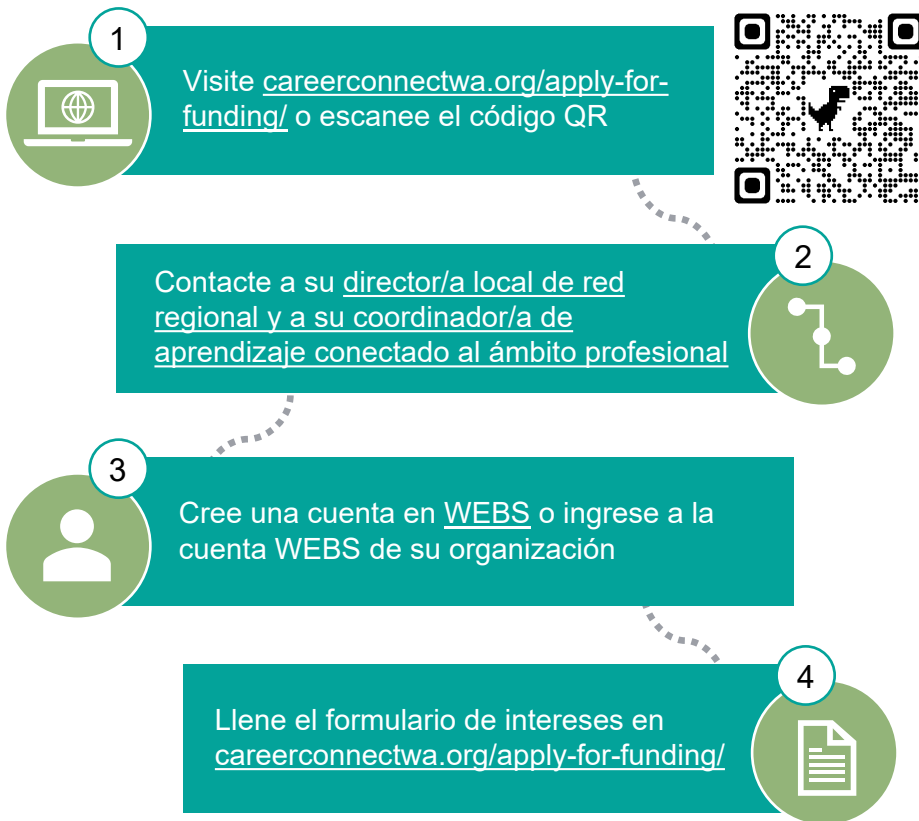 1
Visite careerconnectwa.org/apply-for-
funding/ o escanee el código QR
2
Contacte a su director/a local de red
regional y a su coordinador/a de
aprendizaje conectado al ámbito profesional
3
Cree una cuenta en WEBS o ingrese a la
cuenta WEBS de su organización
4
Llene el formulario de intereses en
careerconnectwa.org/apply-for-funding/